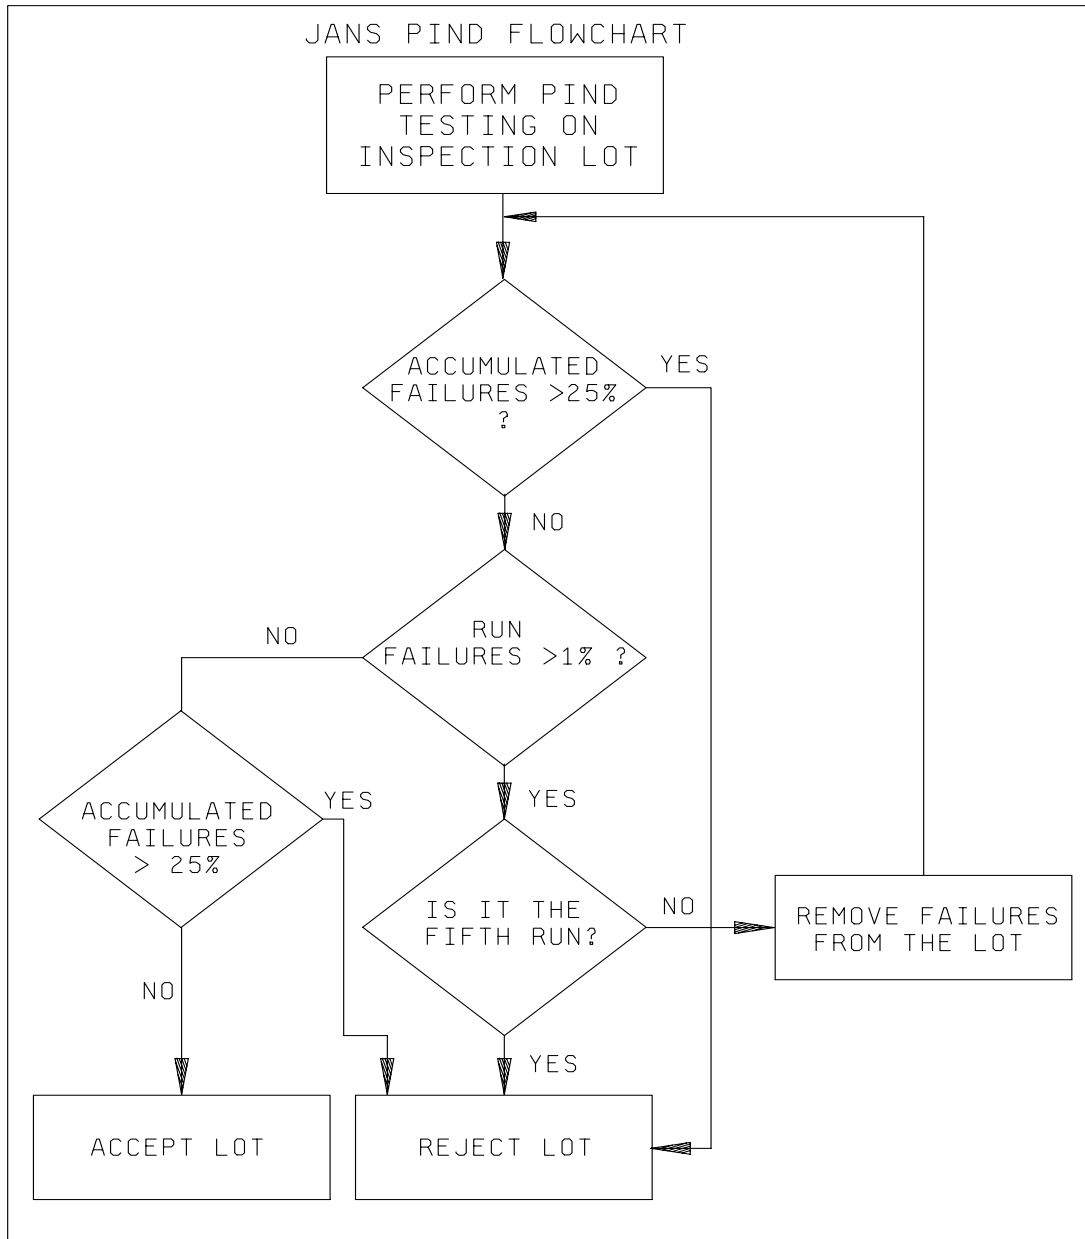 JANS PIND FLOWCHART
PERFORM PIND
TESTING ON
INSPECTION LOT
ACCUMULATED
FAILURES >25%
?
YES
NO
RUN
FAILURES >1% ?
NO
YES
ACCUMULATED
FAILURES
> 25%
YES
NO
IS IT THE
FIFTH RUN?
NO
YES
REMOVE FAILURES
FROM THE LOT
ACCEPT LOT
REJECT LOT